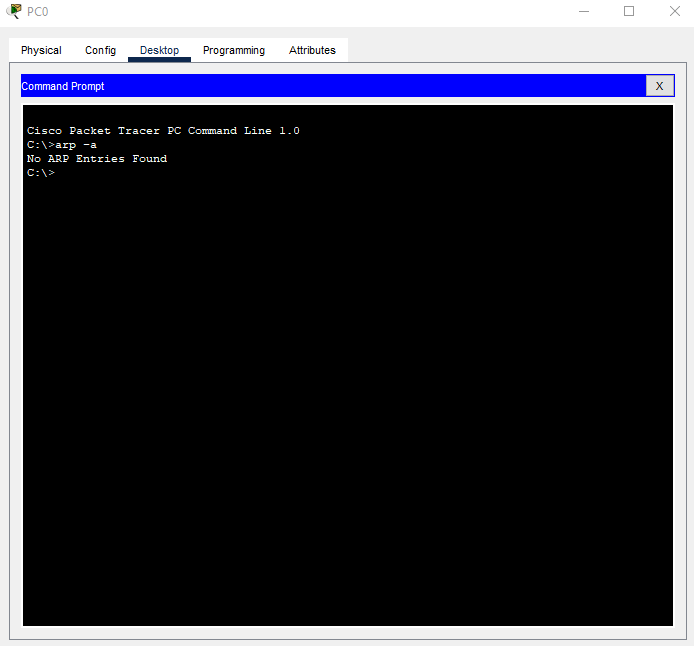 PC0
Physical Config Desktop Programming Attributes
Command Prompt X
Cisco Packet Tracer PC Command Line 1.0
C:\>arp -a
No ARP Entries Found
C:\>